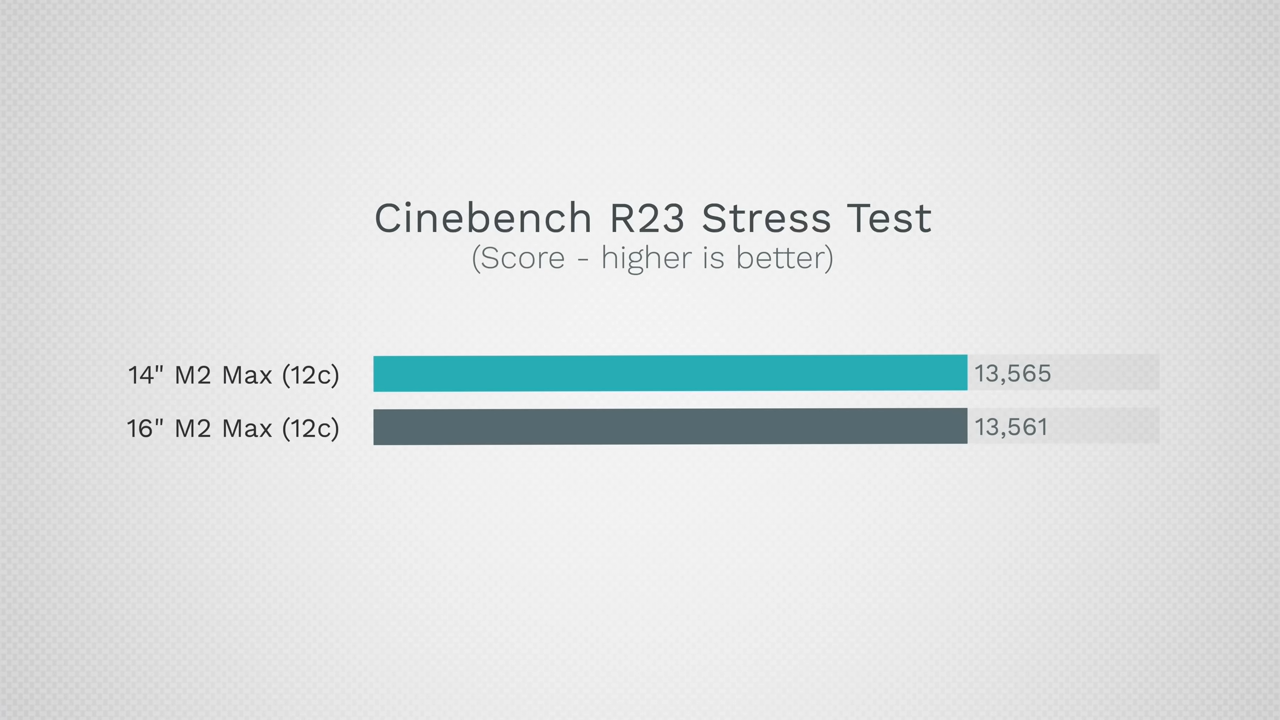 Cinebench R23 Stress Test
(Score - higher is better)
14" M2 Max (12c) 13,565
16" M2 Max (12c) 13,561